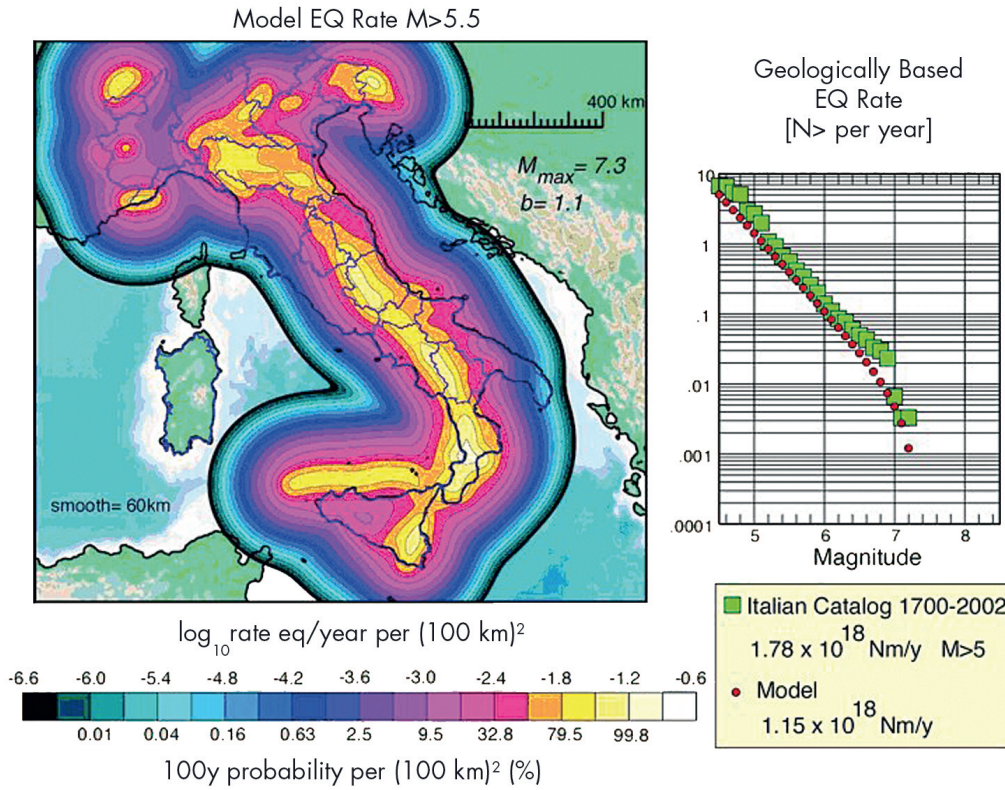 Model EQ Rate M>5.5
400 km
M_max = 7.3
b= 1.1
smooth= 60km
log₁₀ rate eq/year per (100 km)²
-6.6 -6.0 -5.4 -4.8 -4.2 -3.6 -3.0 -2.4 -1.8 -1.2 -0.6
0.01 0.04 0.16 0.63 2.5 9.5 32.8 79.5 99.8
100y probability per (100 km)² (%)
Geologically Based
EQ Rate
[N> per year]
10
1
.1
.01
.001
.0001
5 6 7 8
Magnitude
Italian Catalog 1700-2002
1.78 x 10¹⁸ Nm/y M>5
Model
1.15 x 10¹⁸ Nm/y